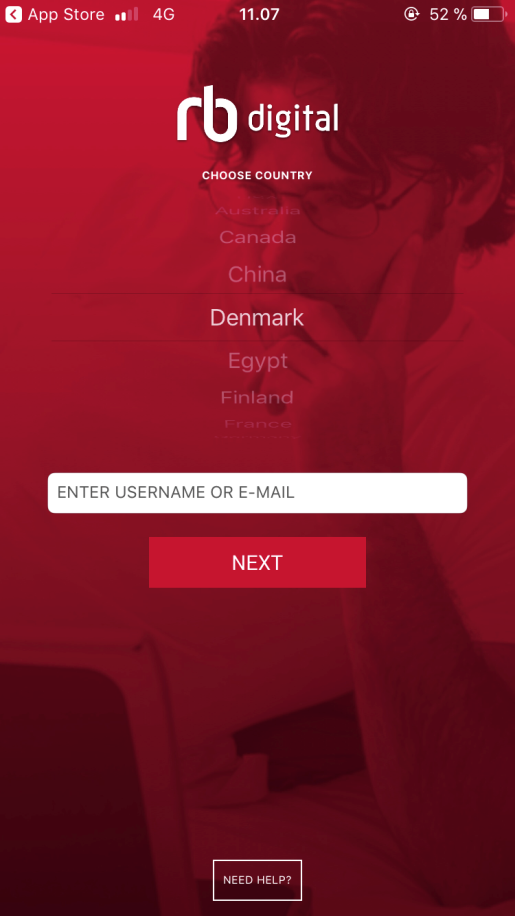 App Store 4G 11.07 52 %
rb digital
CHOOSE COUNTRY
Australia
Canada
China
Denmark
Egypt
Finland
France
ENTER USERNAME OR E-MAIL
NEXT
NEED HELP?